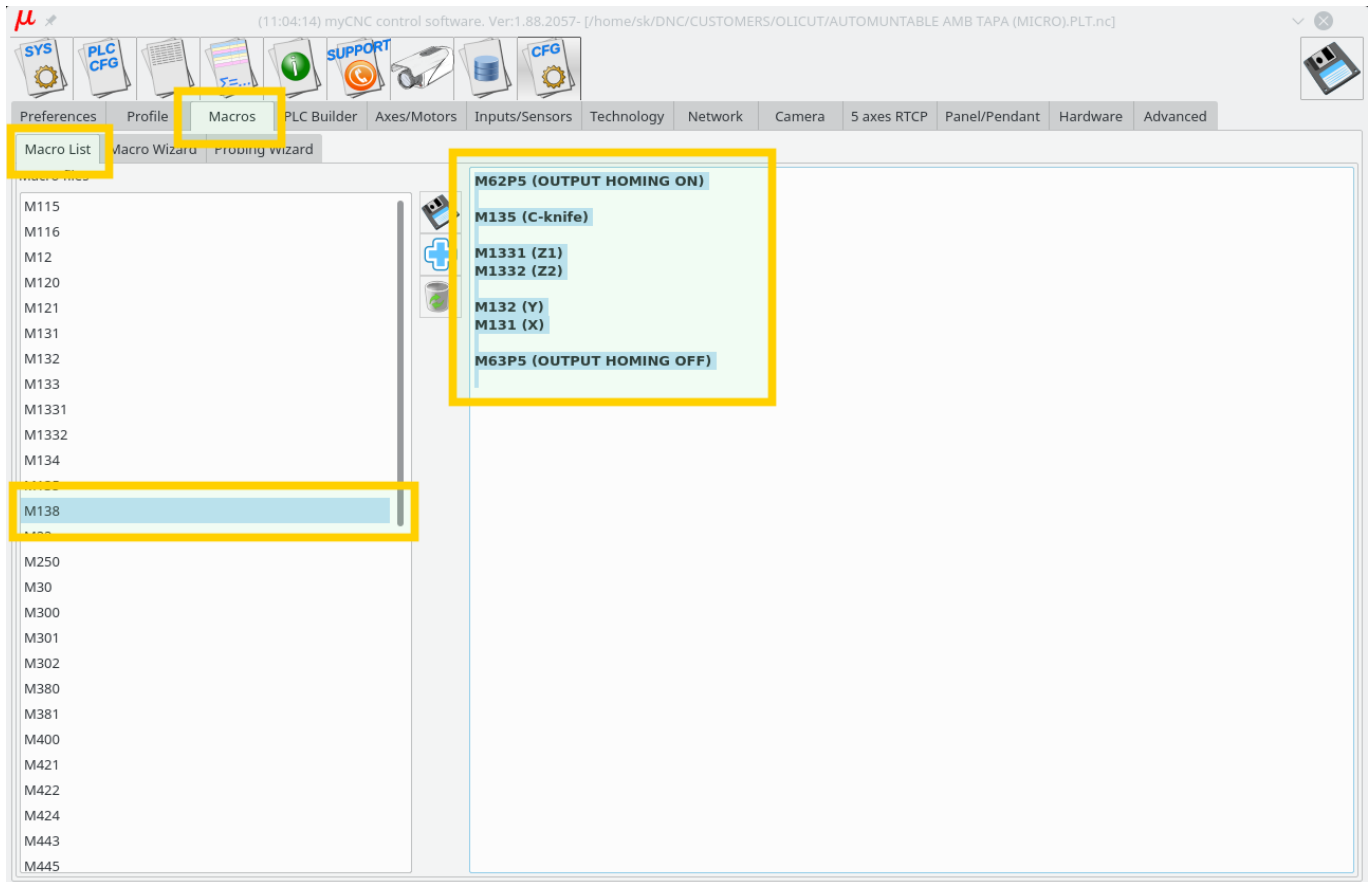 μ
(11:04:14) myCNC control software. Ver:1.88.2057- [/home/sk/DNC/CUSTOMERS/OLICUT/AUTOMUNTABLE AMB TAPA (MICRO).PLT.nc]
SYS
PLC
CFG
Σ=...
i
SUPPORT
CFG
Preferences Profile Macros PLC Builder Axes/Motors Inputs/Sensors Technology Network Camera 5 axes RTCP Panel/Pendant Hardware Advanced
Macro List Macro Wizard Probing Wizard
M115
M116
M12
M120
M121
M131
M132
M133
M1331
M1332
M134
M138
M250
M30
M300
M301
M302
M380
M381
M400
M421
M422
M424
M443
M445
M62P5 (OUTPUT HOMING ON)
M135 (C-knife)
M1331 (Z1)
M1332 (Z2)
M132 (Y)
M131 (X)
M63P5 (OUTPUT HOMING OFF)